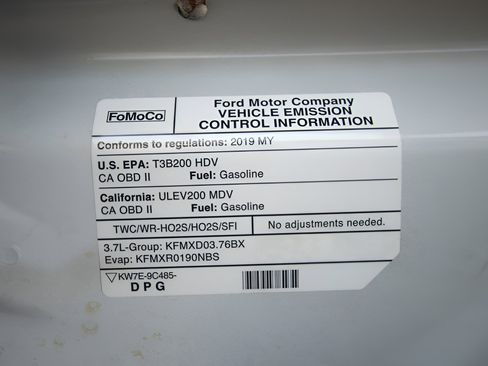 FoMoCo
Ford Motor Company
VEHICLE EMISSION
CONTROL INFORMATION
Conforms to regulations: 2019 MY
U.S. EPA: T3B200 HDV
CA OBD II Fuel: Gasoline
California: ULEV200 MDV
CA OBD II Fuel: Gasoline
TWC/WR-HO2S/HO2S/SFI No adjustments needed.
3.7L-Group: KFMXD03.76BX
Evap: KFMXR0190NBS
KW7E-9C485-
DPG